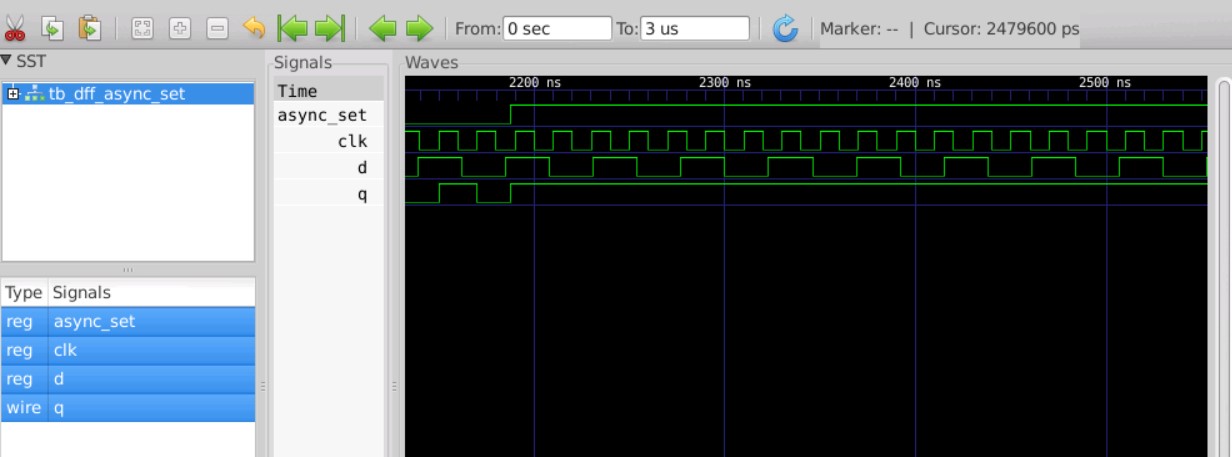 From: 0 sec To: 3 us Marker: -- | Cursor: 2479600 ps
SST
tb_dff_async_set
Type Signals
reg async_set
reg clk
reg d
wire q
Signals
Time
async_set
clk
d
q
Waves
2200 ns 2300 ns 2400 ns 2500 ns